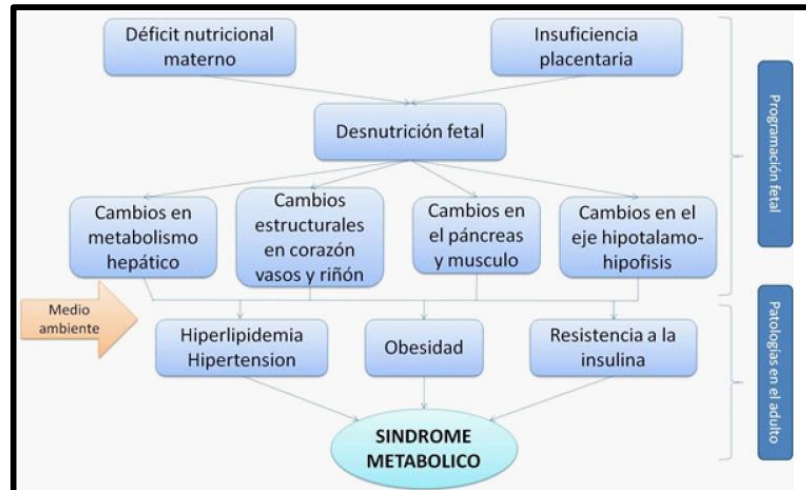 Déficit nutricional
materno
Insuficiencia
placentaria
Desnutrición fetal
Programación fetal
Cambios en
metabolismo
hepático
Cambios
estructurales
en corazón
vasos y riñón
Cambios en
el páncreas
y musculo
Cambios en el
eje hipotalamo-
hipofisis
Medio
ambiente
Hiperlipidemia
Hipertension
Obesidad
Resistencia a la
insulina
Patologías en el adulto
SINDROME
METABOLICO